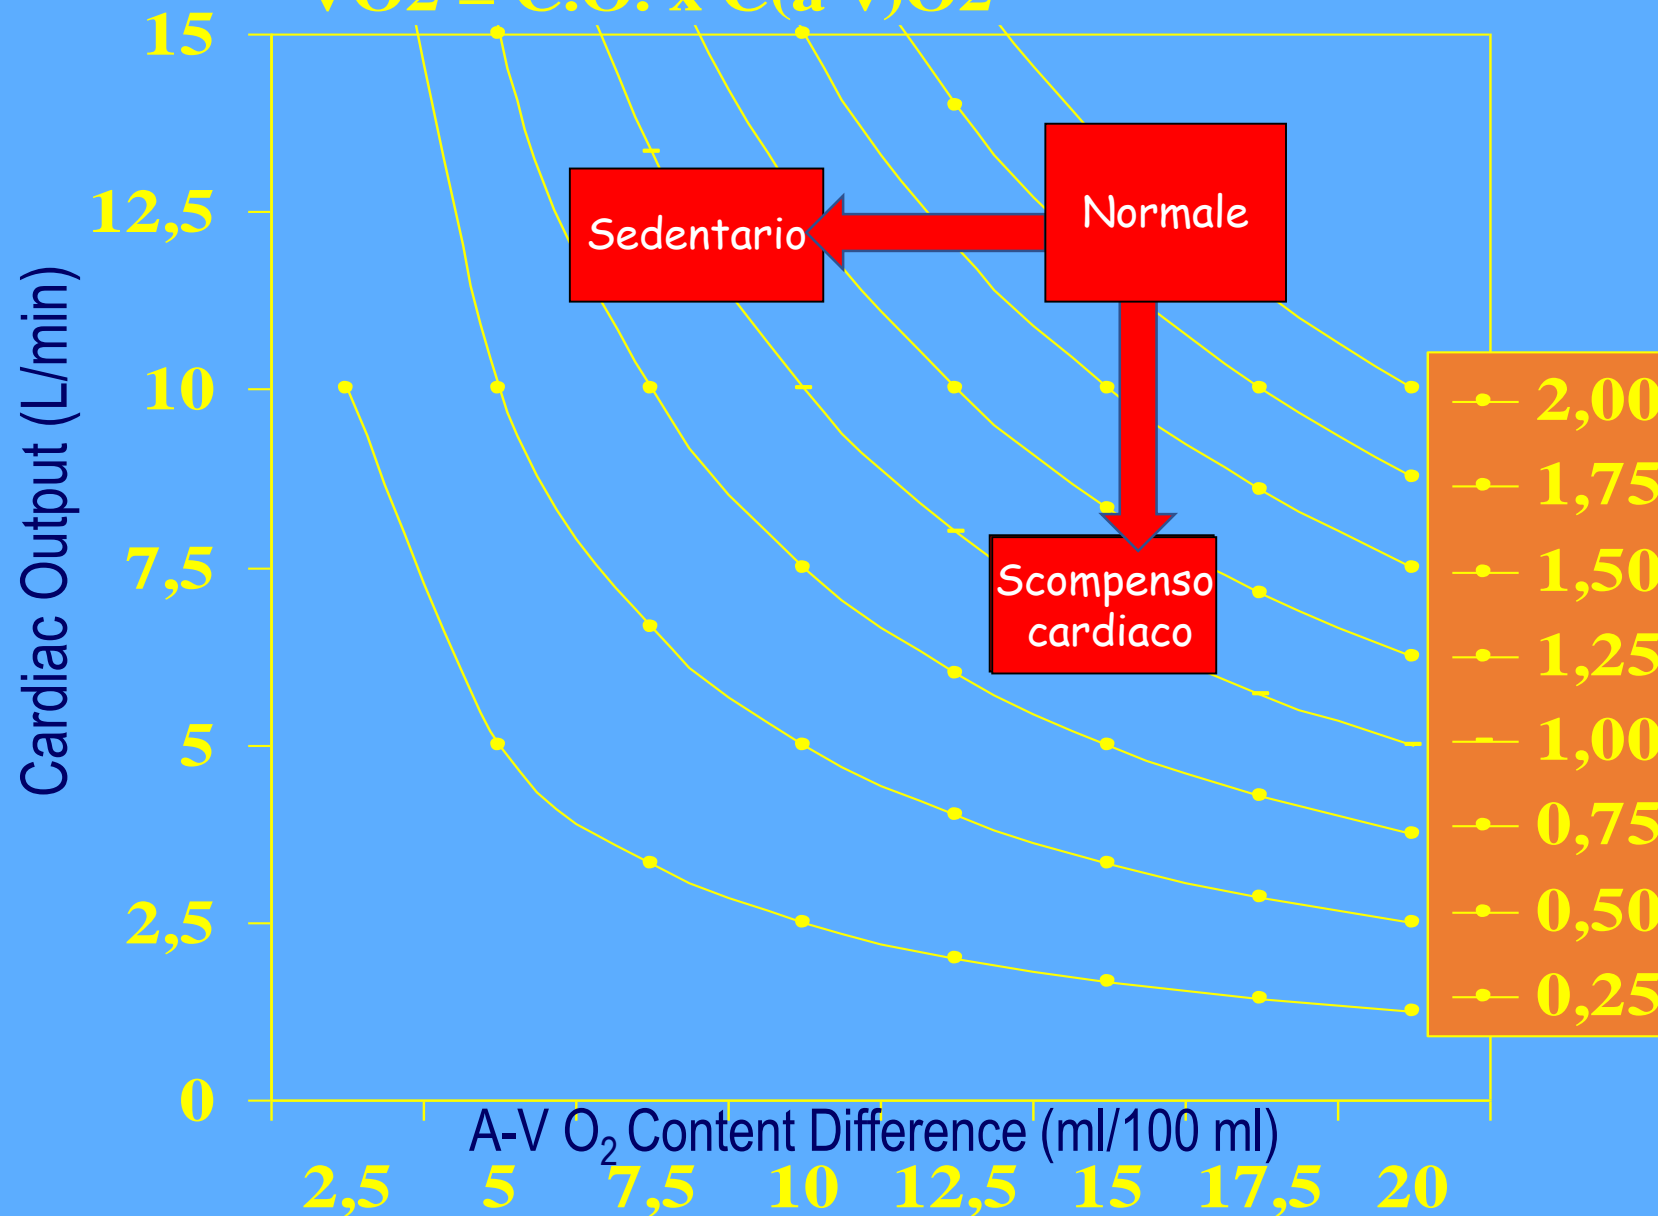 VO2 = C.O. x C(a-v)O2
15
12,5
10
7,5
5
2,5
0
Cardiac Output (L/min)
Sedentario
Normale
Scompenso
cardiaco
2,00
1,75
1,50
1,25
1,00
0,75
0,50
0,25
A-V O₂ Content Difference (ml/100 ml)
2,5 5 7,5 10 12,5 15 17,5 20